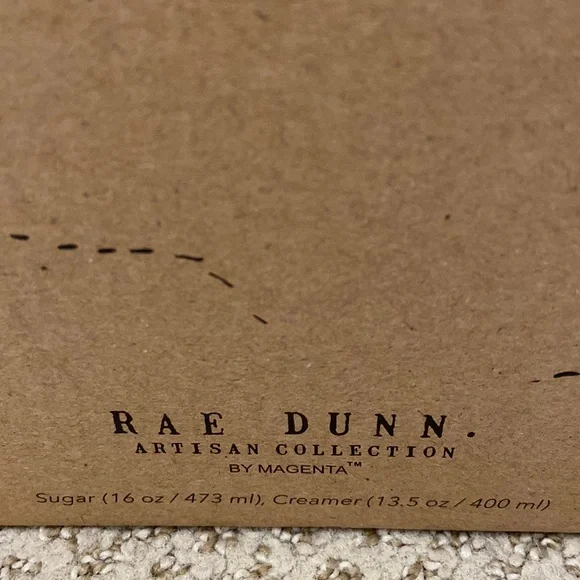 RAE DUNN.
ARTISAN COLLECTION
BY MAGENTA™
Sugar (16 oz / 473 ml), Creamer (13.5 oz / 400 ml)